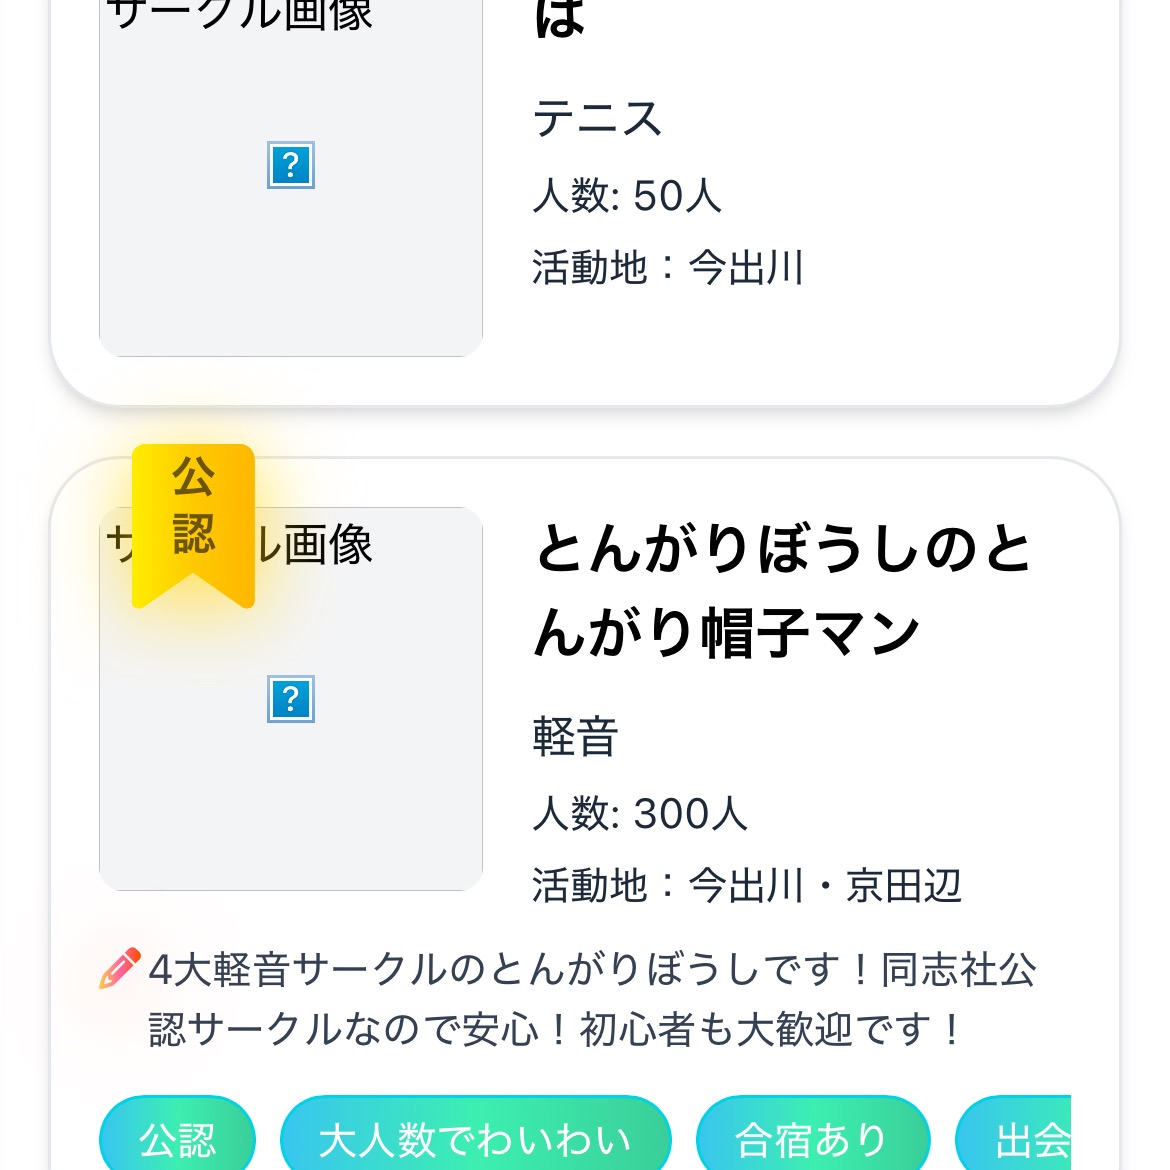 サークル画像
は
テニス
人数: 50人
活動地：今出川
公
認
サ
ル画像
とんがりぼうしのと
んがり帽子マン
軽音
人数: 300人
活動地：今出川・京田辺
4大軽音サークルのとんがりぼうしです！同志社公
認サークルなので安心！初心者も大歓迎です！
公認
大人数でわいわい
合宿あり
出会